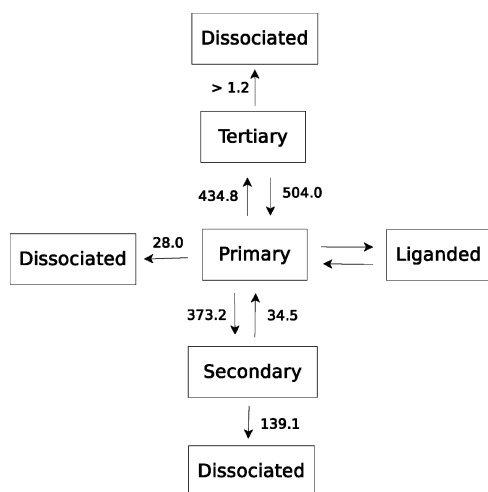 Dissociated
> 1.2
Tertiary
434.8 504.0
Dissociated 28.0 Primary Liganded
373.2 34.5
Secondary
139.1
Dissociated